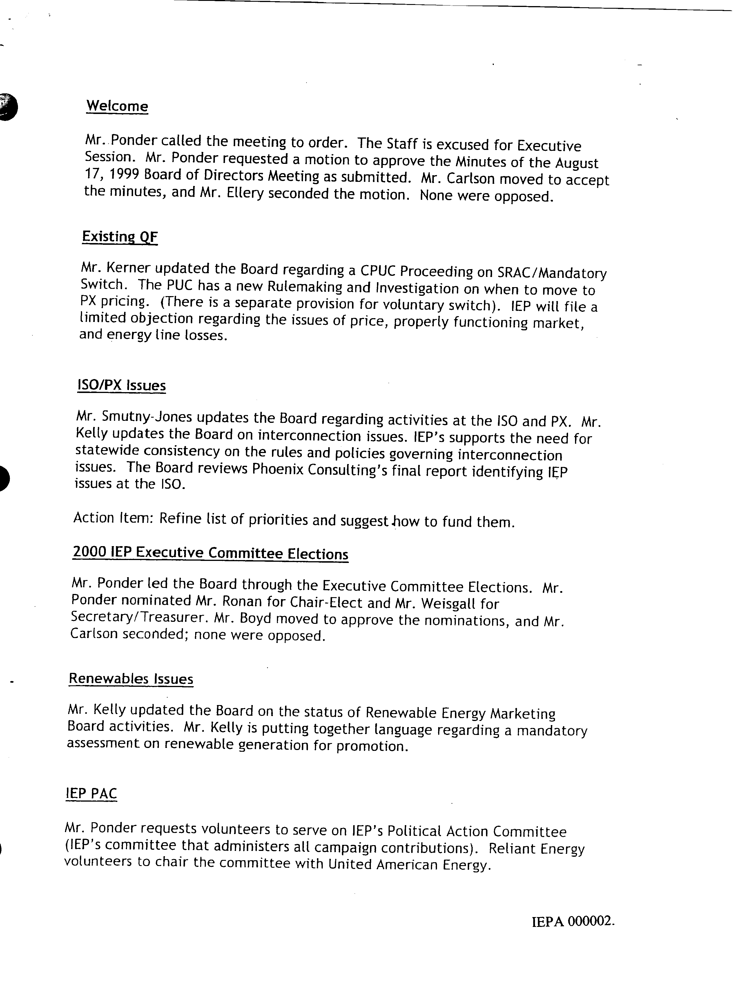 Welcome
Mr. Ponder called the meeting to order. The Staff is excused for Executive
Session. Mr. Ponder requested a motion to approve the Minutes of the August
17, 1999 Board of Directors Meeting as submitted. Mr. Carlson moved to accept
the minutes, and Mr. Ellery seconded the motion. None were opposed.
Existing QF
Mr. Kerner updated the Board regarding a CPUC Proceeding on SRAC/Mandatory
Switch. The PUC has a new Rulemaking and Investigation on when to move to
PX pricing. (There is a separate provision for voluntary switch). IEP will file a
limited objection regarding the issues of price, properly functioning market,
and energy line losses.
ISO/PX Issues
Mr. Smutny-Jones updates the Board regarding activities at the ISO and PX. Mr.
Kelly updates the Board on interconnection issues. IEP's supports the need for
statewide consistency on the rules and policies governing interconnection
issues. The Board reviews Phoenix Consulting's final report identifying IEP
issues at the ISO.
Action Item: Refine list of priorities and suggest how to fund them.
2000 IEP Executive Committee Elections
Mr. Ponder led the Board through the Executive Committee Elections. Mr.
Ponder nominated Mr. Ronan for Chair-Elect and Mr. Weisgall for
Secretary/Treasurer. Mr. Boyd moved to approve the nominations, and Mr.
Carlson seconded; none were opposed.
Renewables Issues
Mr. Kelly updated the Board on the status of Renewable Energy Marketing
Board activities. Mr. Kelly is putting together language regarding a mandatory
assessment on renewable generation for promotion.
IEP PAC
Mr. Ponder requests volunteers to serve on IEP's Political Action Committee
(IEP's committee that administers all campaign contributions). Reliant Energy
volunteers to chair the committee with United American Energy.
IEPA 000002.